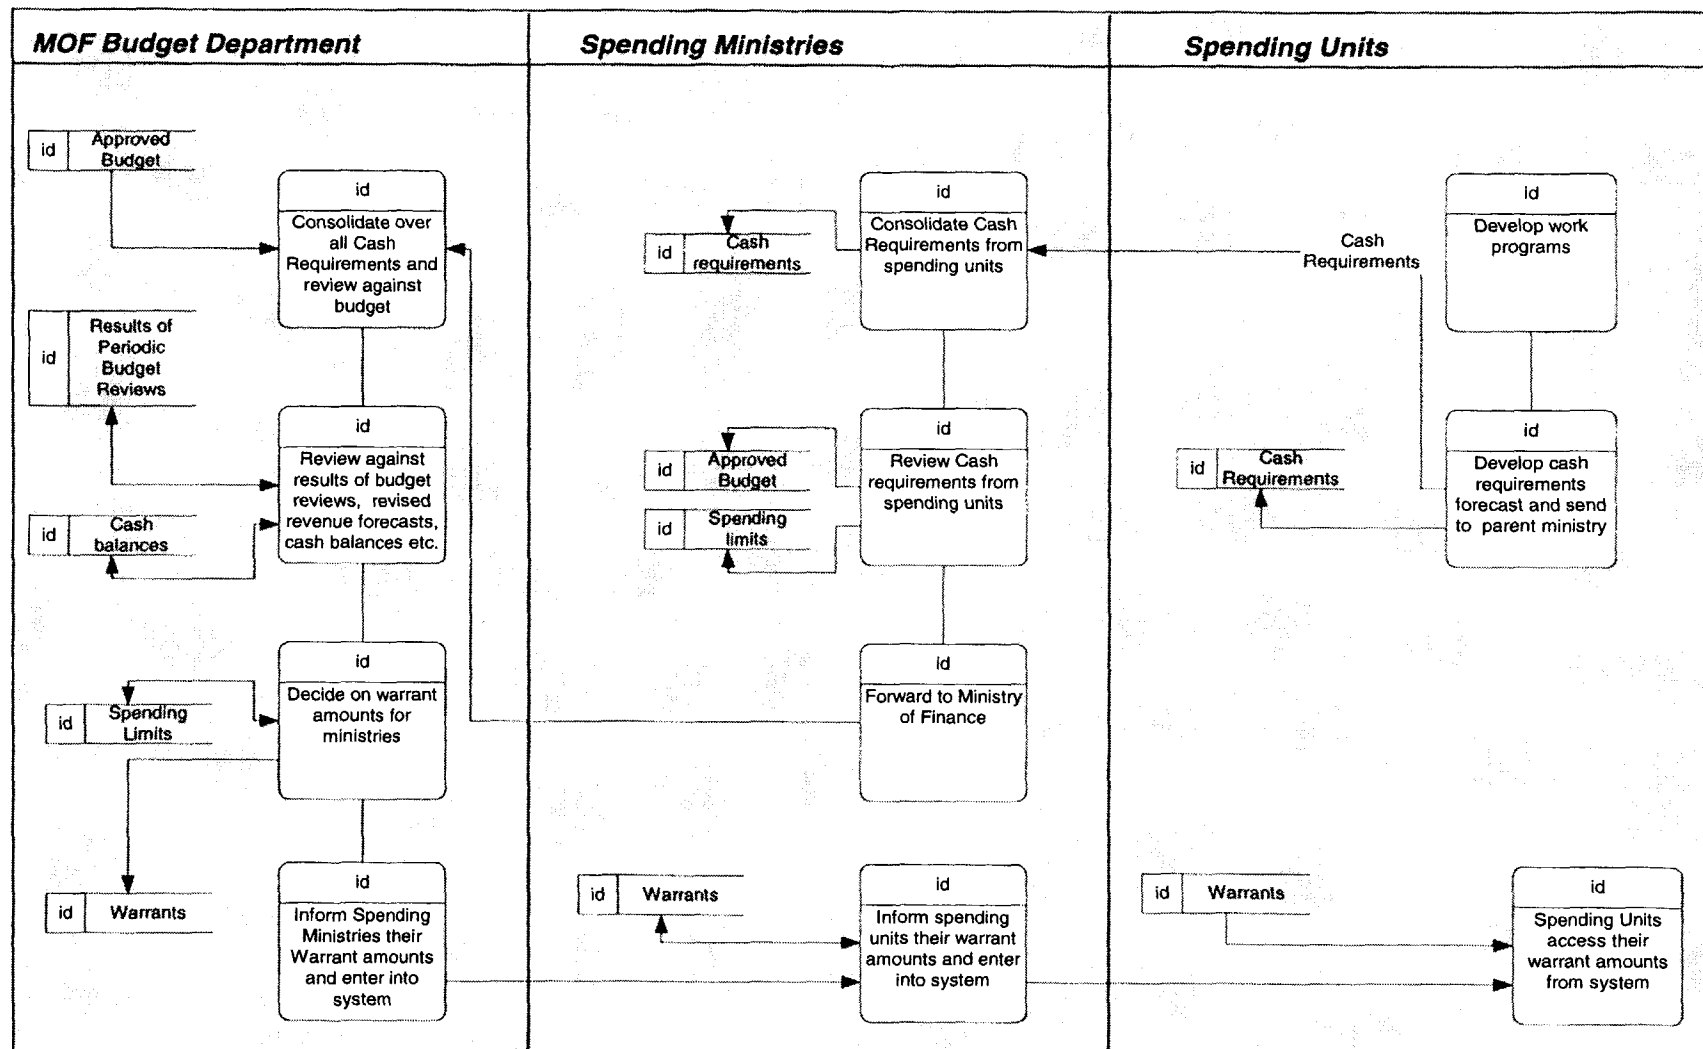 MOF Budget Department
Spending Ministries
Spending Units
id
Approved
Budget
id
Consolidate over
all Cash
Requirements and
review against
budget
id
Results of
Periodic
Budget
Reviews
id
Review against
results of budget
reviews, revised
revenue forecasts,
cash balances etc.
id
Cash
balances
id
Decide on warrant
amounts for
ministries
id
Spending
Limits
id
Warrants
id
Inform Spending
Ministries their
Warrant amounts
and enter into
system
id
Cash
requirements
id
Consolidate Cash
Requirements from
spending units
id
Approved
Budget
id
Spending
limits
id
Review Cash
requirements from
spending units
id
Forward to Ministry
of Finance
id
Warrants
id
Inform spending
units their warrant
amounts and enter
into system
Cash
Requirements
id
Develop work
programs
id
Cash
Requirements
id
Develop cash
requirements
forecast and send
to parent ministry
id
Warrants
id
Spending Units
access their
warrant amounts
from system